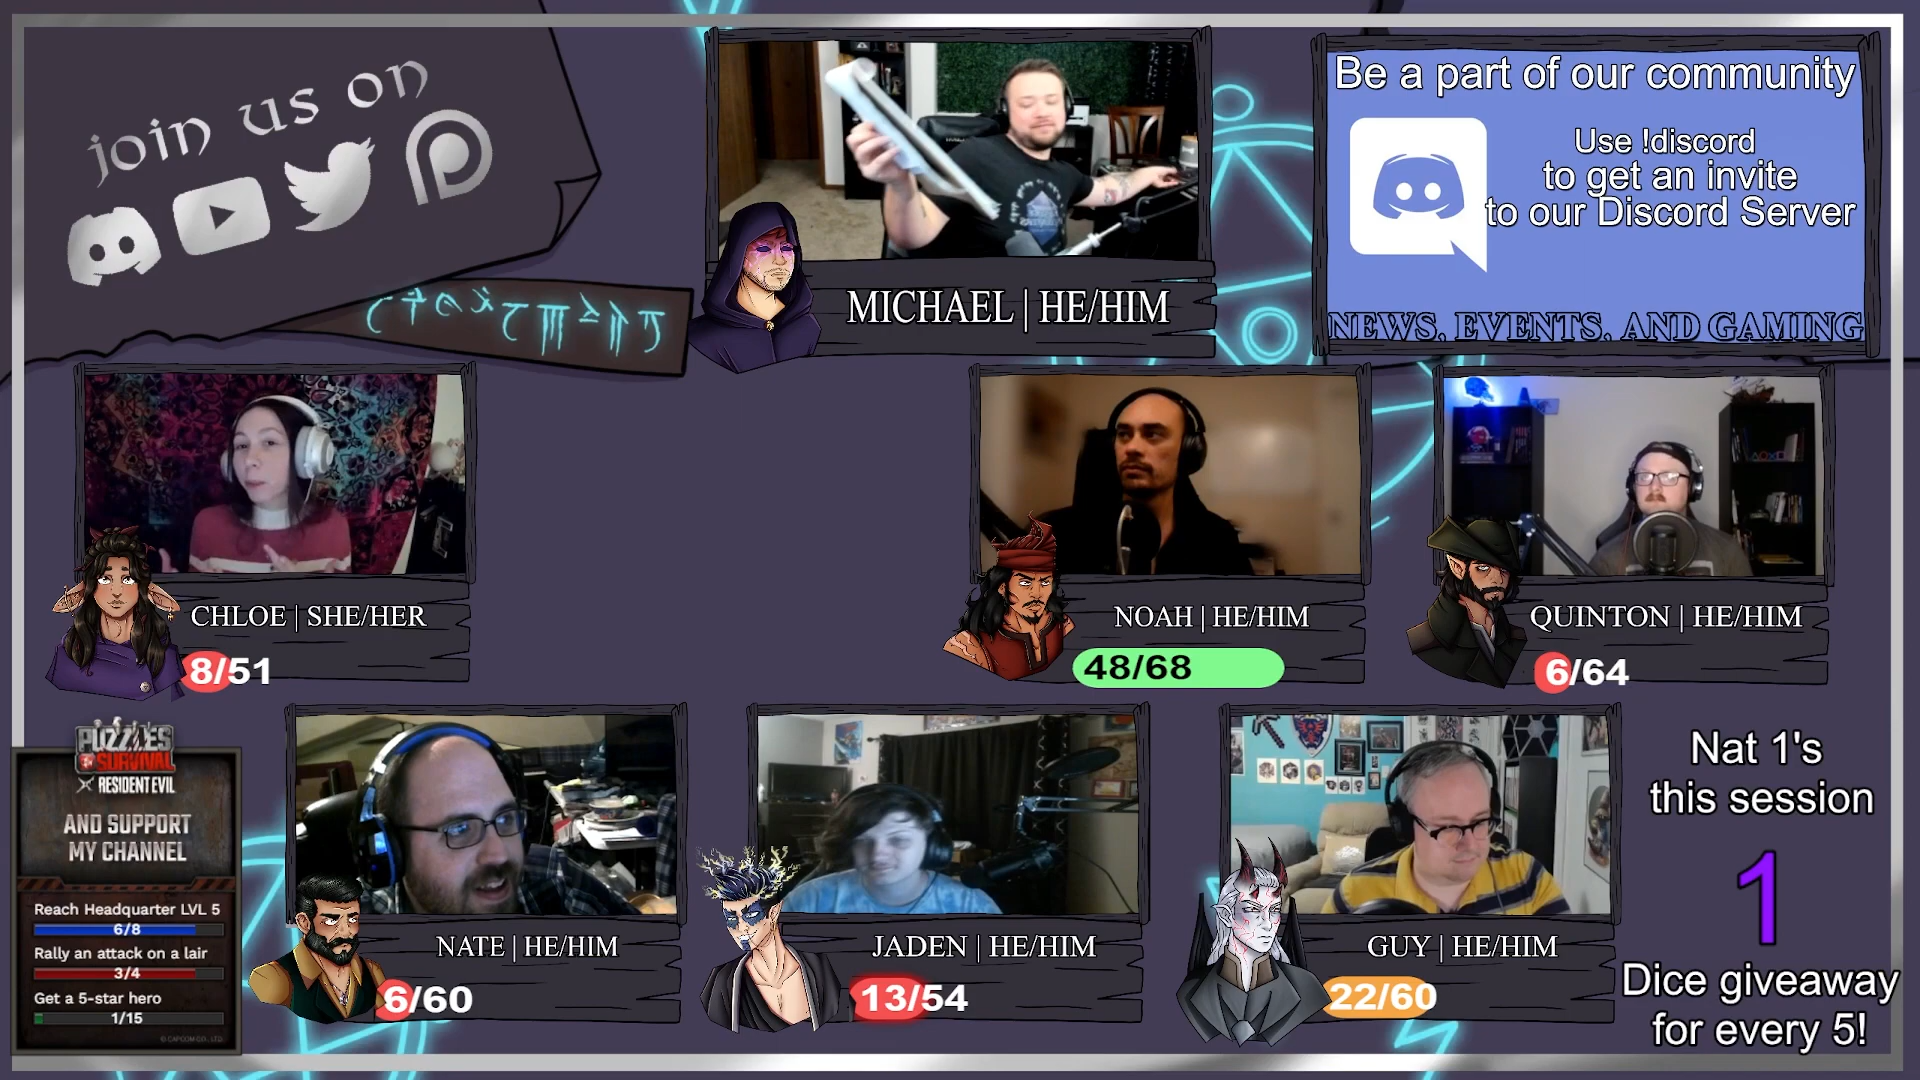 join us on
MICHAEL | HE/HIM
Be a part of our community
Use !discord
to get an invite
to our Discord Server
NEWS, EVENTS, AND GAMING
CHLOE | SHE/HER
8/51
NOAH | HE/HIM
48/68
QUINTON | HE/HIM
6/64
PUZZLES
& SURVIVAL
RESIDENT EVIL
AND SUPPORT
MY CHANNEL
Reach Headquarter LVL 5
6/8
Rally an attack on a lair
3/4
Get a 5-star hero
1/15
© CAPCOM CO., LTD.
NATE | HE/HIM
6/60
JADEN | HE/HIM
13/54
GUY | HE/HIM
22/60
Nat 1's
this session
1
Dice giveaway
for every 5!